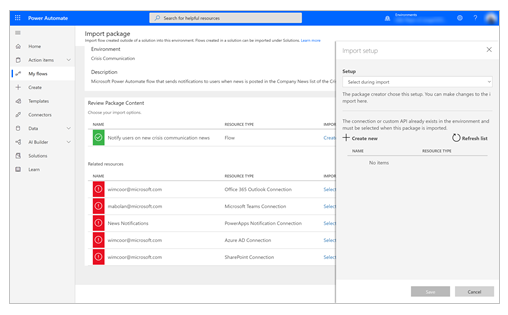 Power Automate
Search for helpful resources
Environments
Home
Action items
My flows
Create
Templates
Connectors
Data
AI Builder
Solutions
Learn
Import package
Import flow created outside of a solution into this environment. Flows created in a solution can be imported under Solutions. Learn more
Environment
Crisis Communication
Description
Microsoft Power Automate flow that sends notifications to users when news is posted in the Company News list of the Cri
Review Package Content
Choose your import options.
NAME RESOURCE TYPE IMPOR
Notify users on new crisis communication news Flow Create
Related resources
NAME RESOURCE TYPE IMPOR
wimcoor@microsoft.com Office 365 Outlook Connection Select
mabolan@microsoft.com Microsoft Teams Connection Select
News Notifications PowerApps Notification Connection Select
wimcoor@microsoft.com Azure AD Connection Select
wimcoor@microsoft.com SharePoint Connection Select
Import setup
Setup
Select during import
The package creator chose this setup. You can make changes to the i
mport here.
The connection or custom API already exists in the environment and
must be selected when this package is imported.
Create new Refresh list
NAME RESOURCE TYPE
No items
Save Cancel